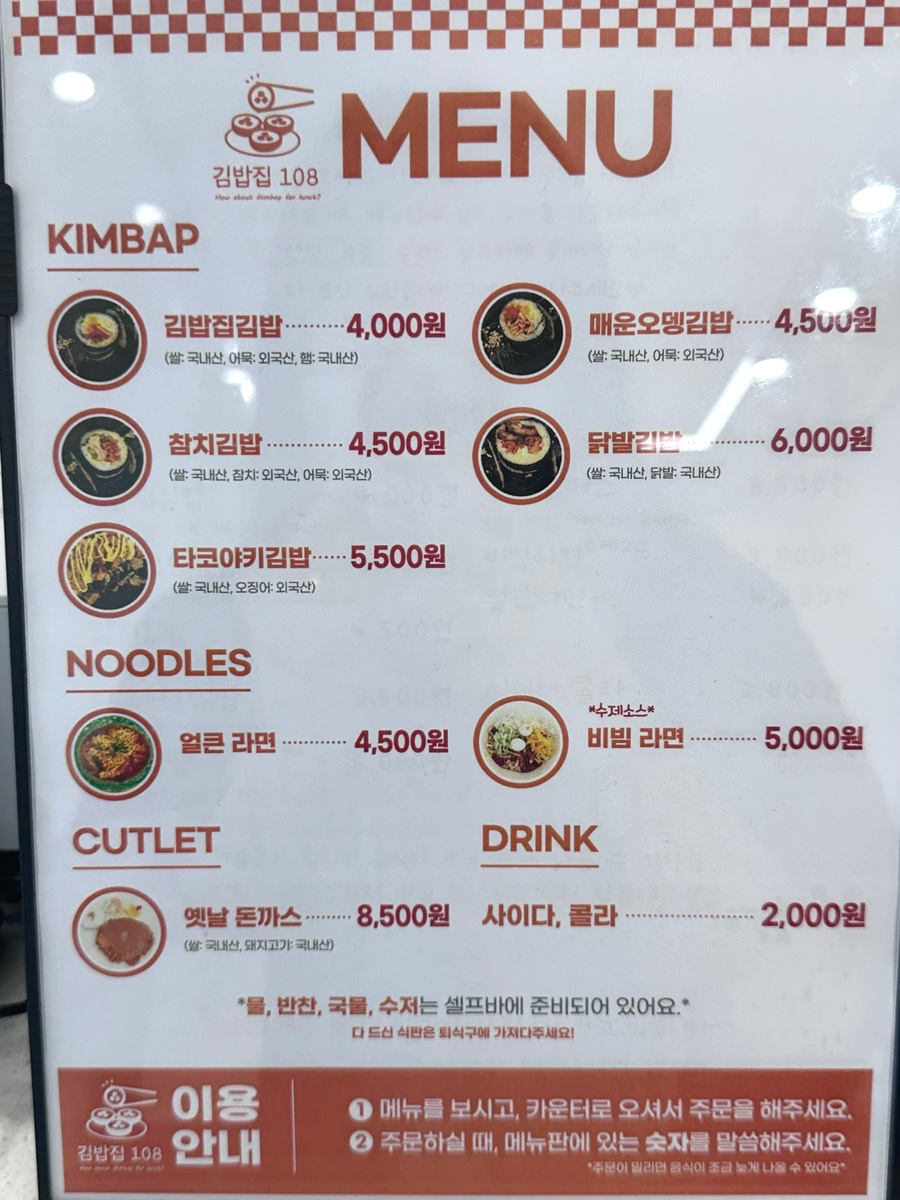 김밥집 108
How about Gimbap for lunch?
MENU
KIMBAP
김밥집김밥··········4,000원
(쌀: 국내산, 어묵: 외국산, 햄: 국내산)
매운오뎅김밥······4,500원
(쌀: 국내산, 어묵: 외국산)
참치김밥·············4,500원
(쌀: 국내산, 참치: 외국산, 어묵: 외국산)
닭발김밥·············6,000원
(쌀: 국내산, 닭발: 국내산)
타코야키김밥······5,500원
(쌀: 국내산, 오징어: 외국산)
NOODLES
얼큰 라면···········4,500원
*수제소스*
비빔 라면···········5,000원
CUTLET
옛날 돈까스········8,500원
(쌀: 국내산, 돼지고기: 국내산)
DRINK
사이다, 콜라······················2,000원
*물, 반찬, 국물, 수저는 셀프바에 준비되어 있어요.*
다 드신 식판은 퇴식구에 가져다주세요!
김밥집 108
이용
안내
① 메뉴를 보시고, 카운터로 오셔서 주문을 해주세요.
② 주문하실 때, 메뉴판에 있는 숫자를 말씀해주세요.
*주문이 밀리면 음식이 조금 늦게 나올 수 있어요*